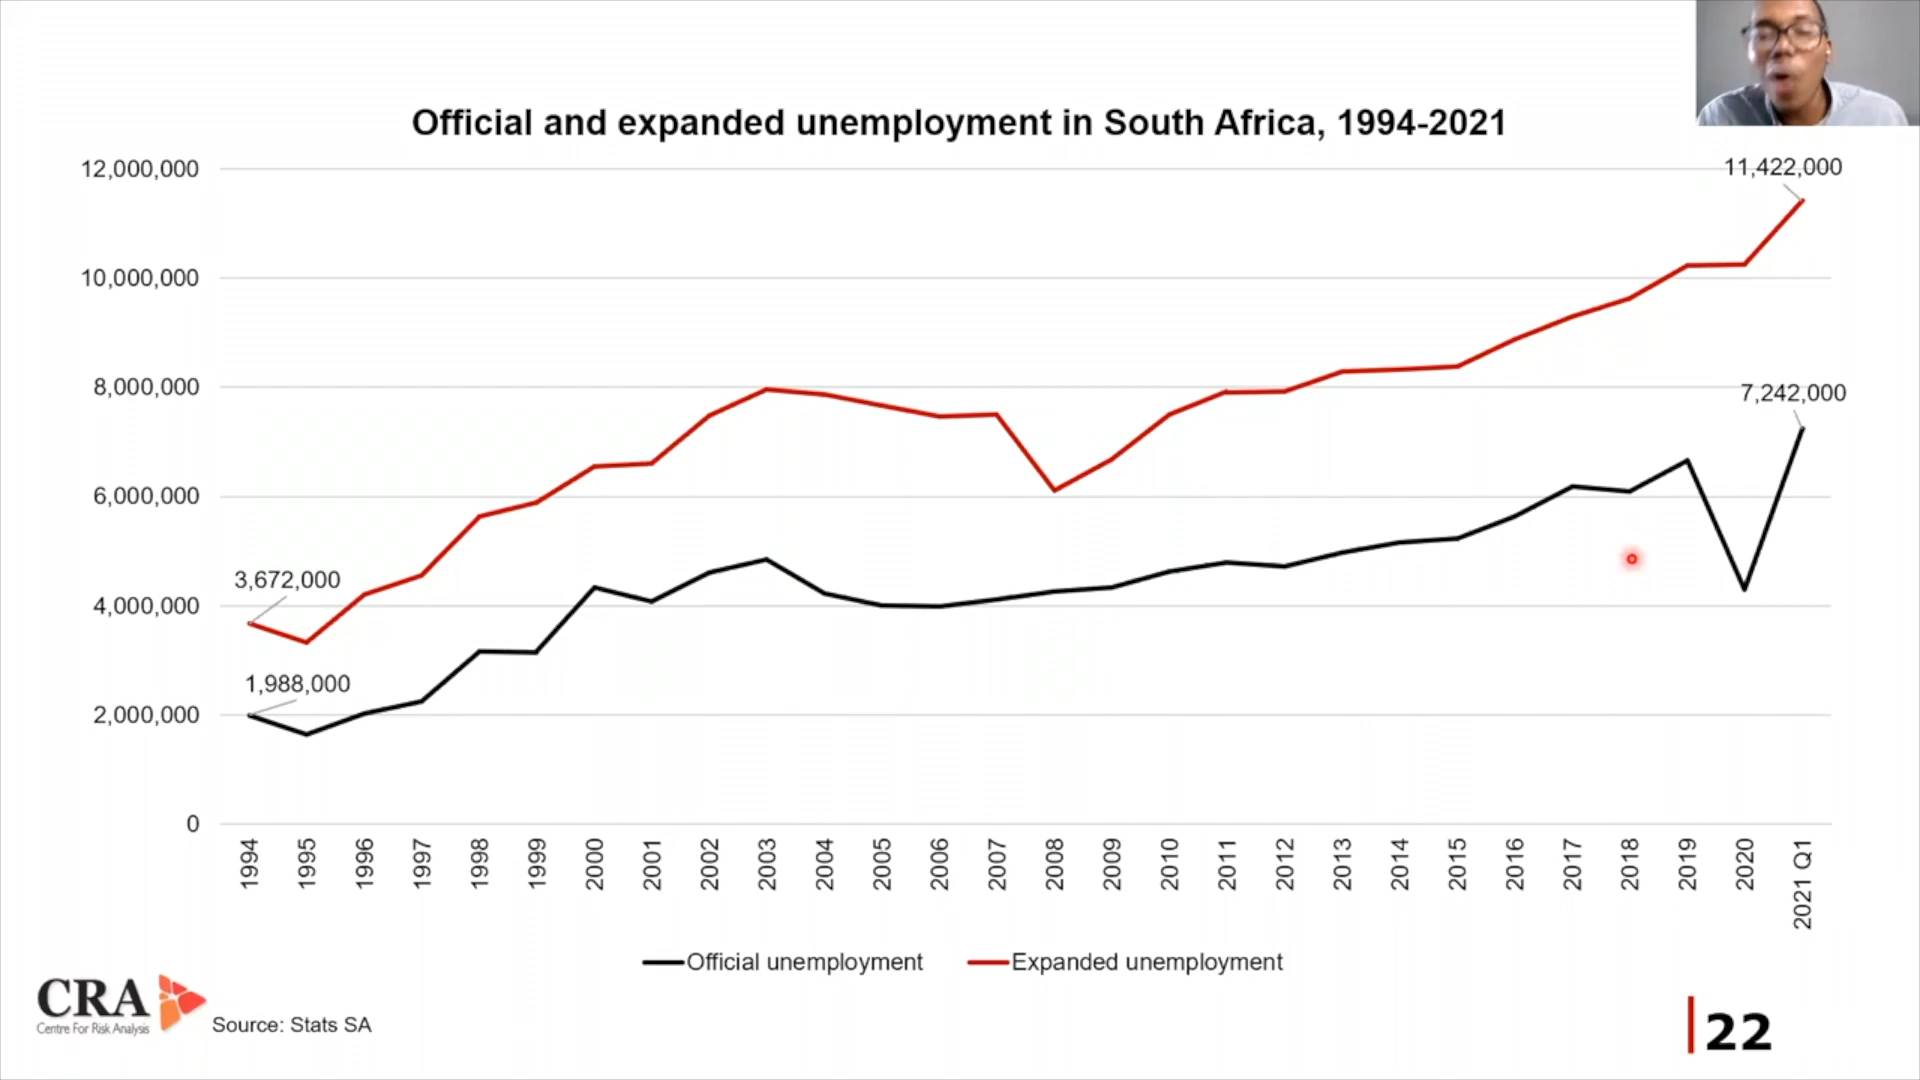 Official and expanded unemployment in South Africa, 1994-2021
12,000,000
11,422,000
10,000,000
8,000,000
7,242,000
6,000,000
3,672,000
4,000,000
1,988,000
2,000,000
0
1994 1995 1996 1997 1998 1999 2000 2001 2002 2003 2004 2005 2006 2007 2008 2009 2010 2011 2012 2013 2014 2015 2016 2017 2018 2019 2020 2021 Q1
Official unemployment Expanded unemployment
CRA
Centre For Risk Analysis
Source: Stats SA
22